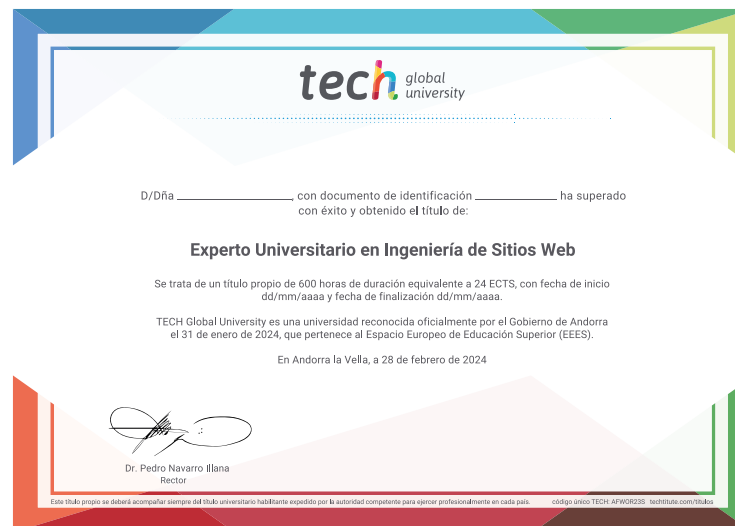 tech global university
D/Dña ____________, con documento de identificación ____________ ha superado
con éxito y obtenido el título de:
Experto Universitario en Ingeniería de Sitios Web
Se trata de un título propio de 600 horas de duración equivalente a 24 ECTS, con fecha de inicio
dd/mm/aaaa y fecha de finalización dd/mm/aaaa.
TECH Global University es una universidad reconocida oficialmente por el Gobierno de Andorra
el 31 de enero de 2024, que pertenece al Espacio Europeo de Educación Superior (EEES).
En Andorra la Vella, a 28 de febrero de 2024
Dr. Pedro Navarro Illana
Rector
Este título propio se deberá acompañar siempre del título universitario habilitante expedido por la autoridad competente para ejercer profesionalmente en cada país. código único TECH: AFWOR23S techtitute.com/titulos